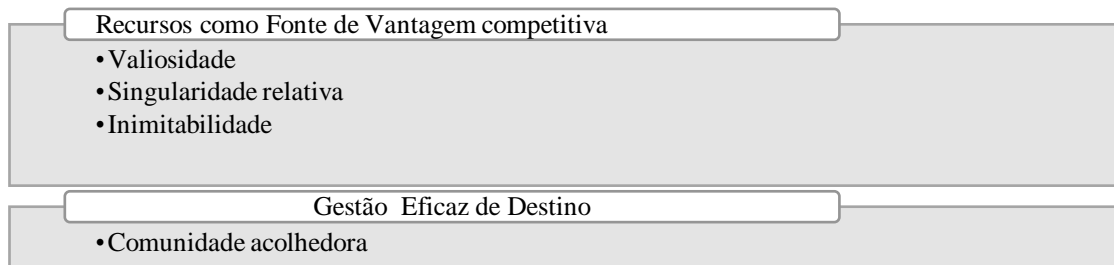 Recursos como Fonte de Vantagem competitiva
•Valiosidade
•Singularidade relativa
•Inimitabilidade
Gestão Eficaz de Destino
•Comunidade acolhedora